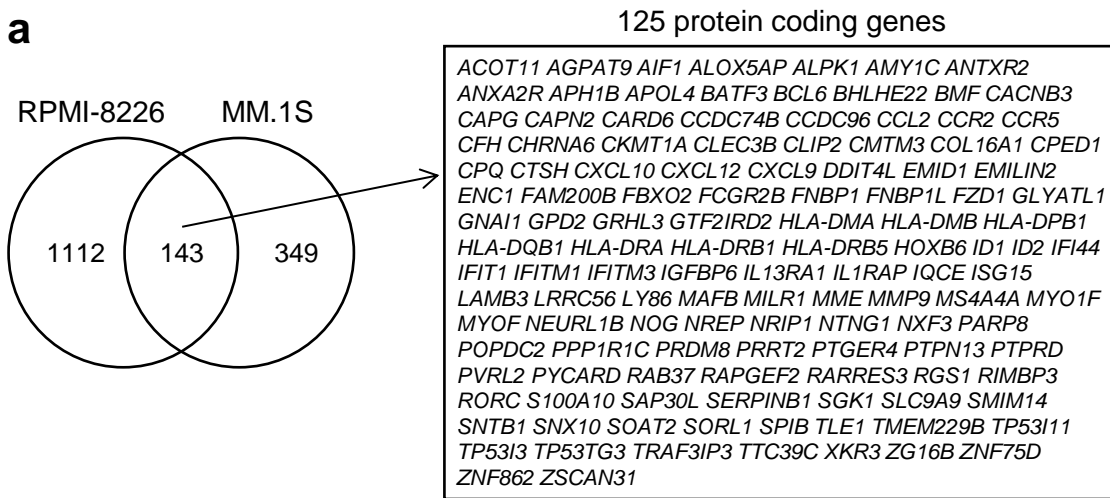 a
125 protein coding genes
RPMI-8226 MM.1S
1112 143 349
ACOT11 AGPAT9 AIF1 ALOX5AP ALPK1 AMY1C ANTXR2
ANXA2R APH1B APOL4 BATF3 BCL6 BHLHE22 BMF CACNB3
CAPG CAPN2 CARD6 CCDC74B CCDC96 CCL2 CCR2 CCR5
CFH CHRNA6 CKMT1A CLEC3B CLIP2 CMTM3 COL16A1 CPED1
CPQ CTSH CXCL10 CXCL12 CXCL9 DDIT4L EMID1 EMILIN2
ENC1 FAM200B FBXO2 FCGR2B FNBP1 FNBP1L FZD1 GLYATL1
GNAI1 GPD2 GRHL3 GTF2IRD2 HLA-DMA HLA-DMB HLA-DPB1
HLA-DQB1 HLA-DRA HLA-DRB1 HLA-DRB5 HOXB6 ID1 ID2 IFI44
IFIT1 IFITM1 IFITM3 IGFBP6 IL13RA1 IL1RAP IQCE ISG15
LAMB3 LRRC56 LY86 MAFB MILR1 MME MMP9 MS4A4A MYO1F
MYOF NEURL1B NOG NREP NRIP1 NTNG1 NXF3 PARP8
POPDC2 PPP1R1C PRDM8 PRRT2 PTGER4 PTPN13 PTPRD
PVRL2 PYCARD RAB37 RAPGEF2 RARRES3 RGS1 RIMBP3
RORC S100A10 SAP30L SERPINB1 SGK1 SLC9A9 SMIM14
SNTB1 SNX10 SOAT2 SORL1 SPIB TLE1 TMEM229B TP53I11
TP53I3 TP53TG3 TRAF3IP3 TTC39C XKR3 ZG16B ZNF75D
ZNF862 ZSCAN31